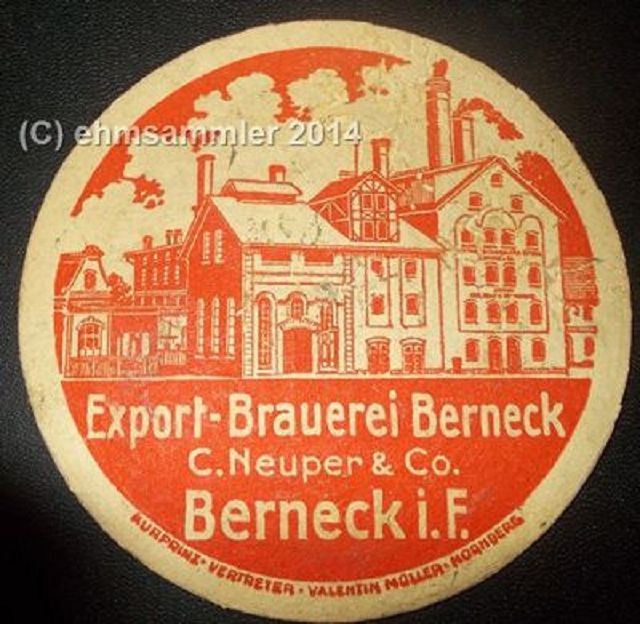 (C) ehmsammler 2014
Export-Brauerei Berneck
C. Neuper & Co.
Berneck i. F.
KURPRINZ · VERTRETER · VALENTIN MÜLLER · NÜRNBERG